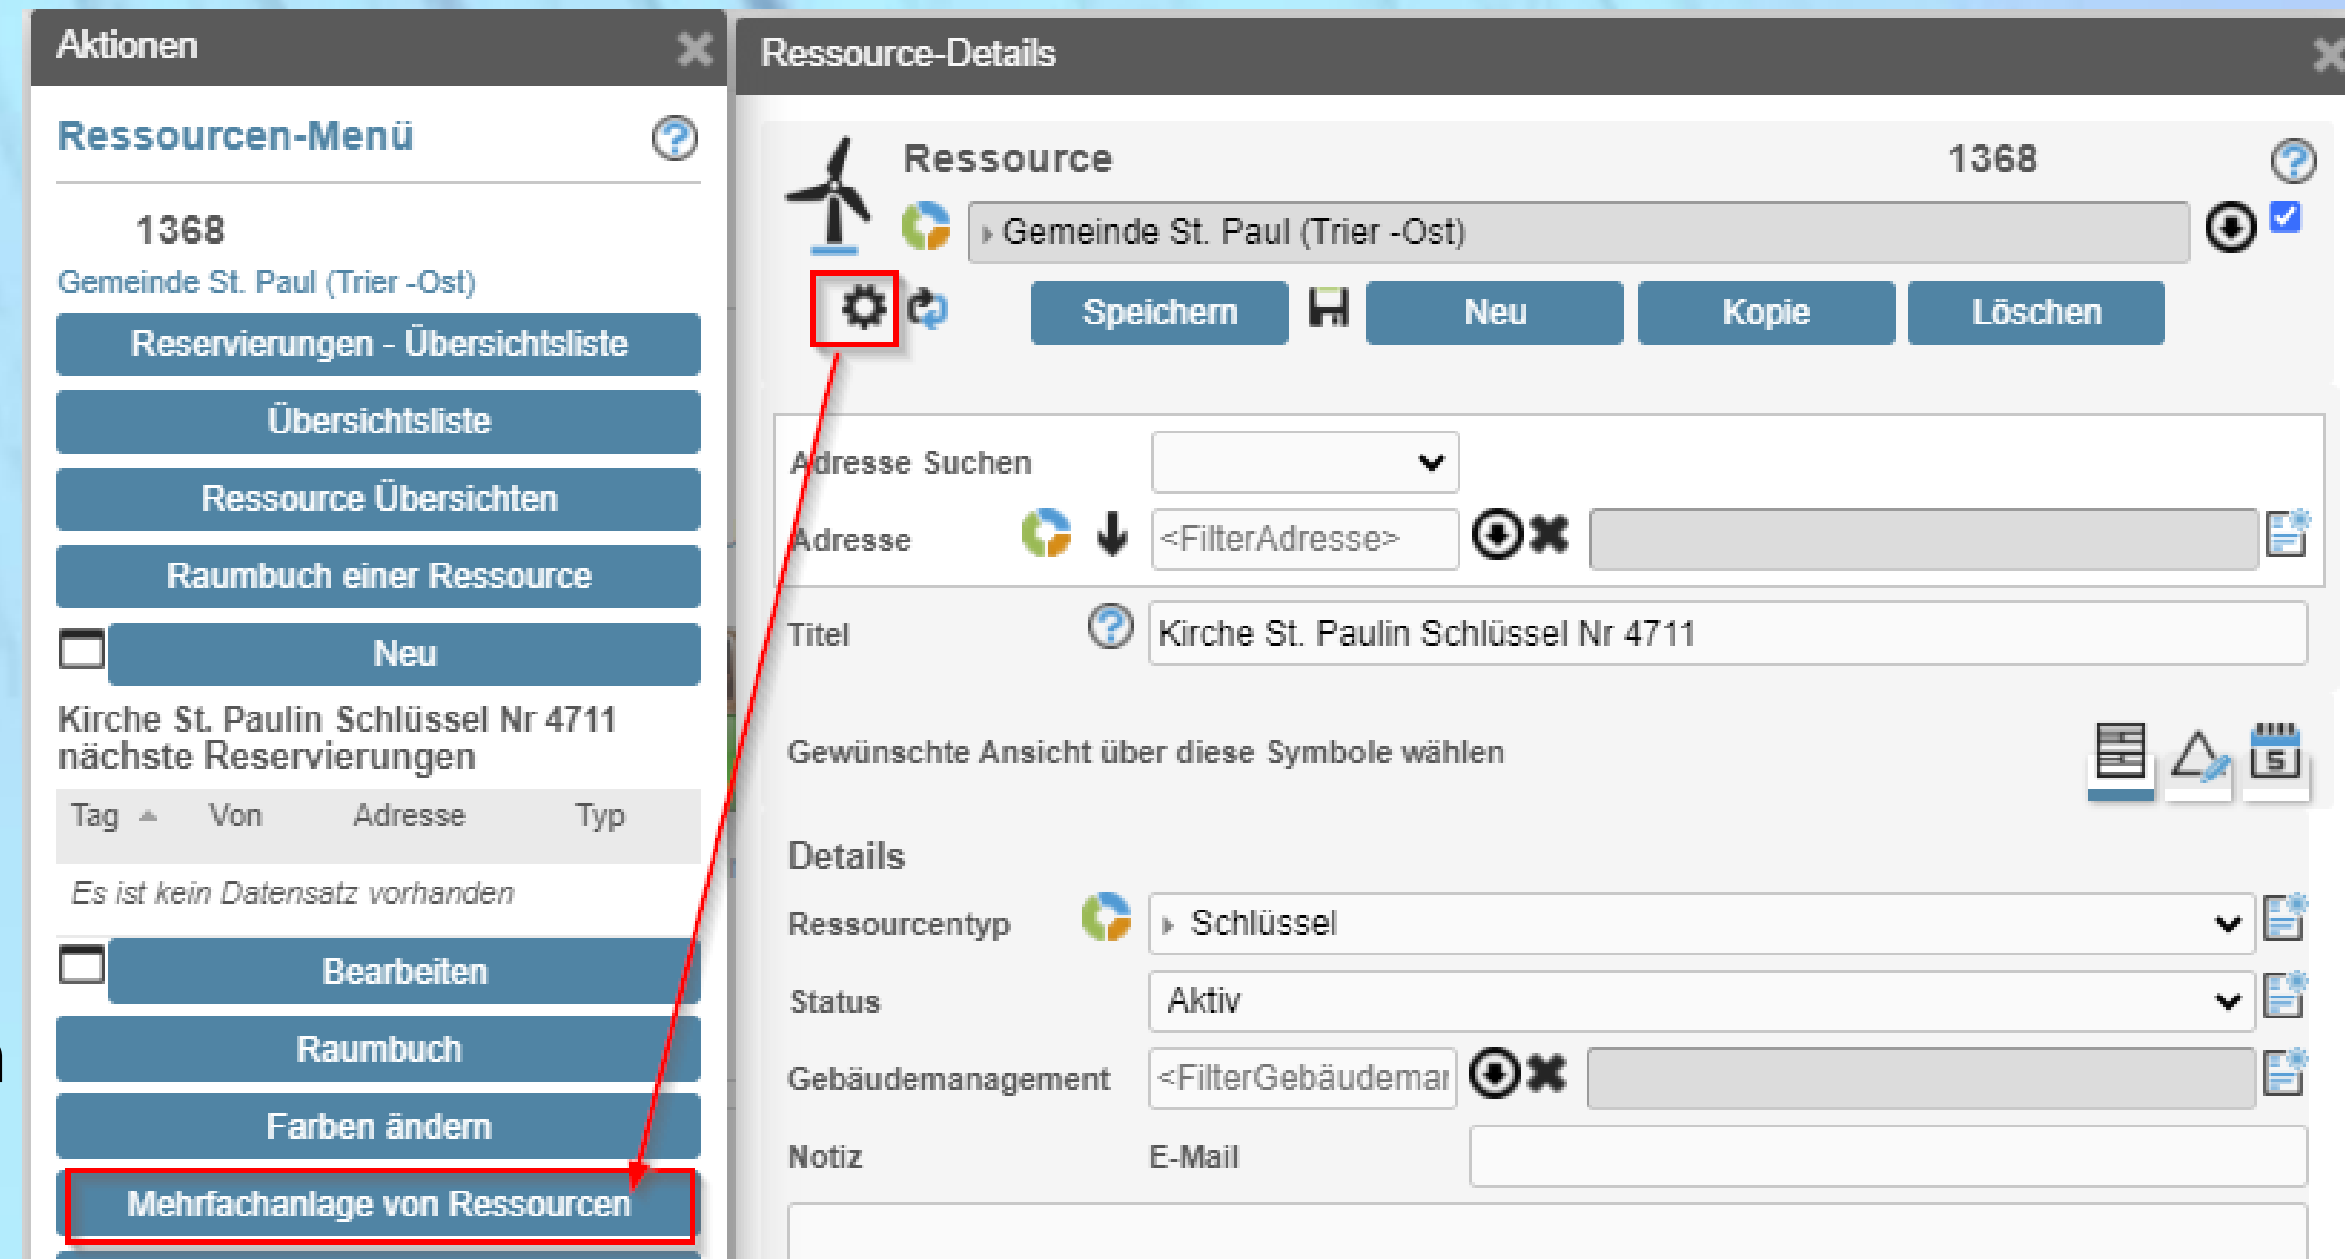 Aktionen
Ressourcen-Menü
1368
Gemeinde St. Paul (Trier -Ost)
Reservierungen - Übersichtsliste
Übersichtsliste
Ressource Übersichten
Raumbuch einer Ressource
Neu
Kirche St. Paulin Schlüssel Nr 4711
nächste Reservierungen
Tag Von Adresse Typ
Es ist kein Datensatz vorhanden
Bearbeiten
Raumbuch
Farben ändern
Mehrfachanlage von Ressourcen
Ressource-Details
Ressource 1368
Gemeinde St. Paul (Trier -Ost)
Speichern Neu Kopie Löschen
Adresse Suchen
Adresse <FilterAdresse>
Titel Kirche St. Paulin Schlüssel Nr 4711
Gewünschte Ansicht über diese Symbole wählen
5
Details
Ressourcentyp Schlüssel
Status Aktiv
Gebäudemanagement <FilterGebäudemar
Notiz E-Mail